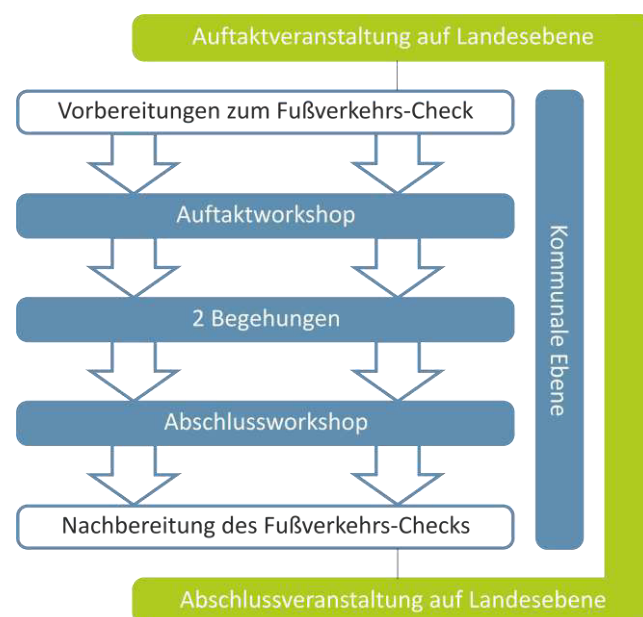 Auftaktveranstaltung auf Landesebene
Vorbereitungen zum Fußverkehrs-Check
Auftaktworkshop
2 Begehungen
Abschlussworkshop
Nachbereitung des Fußverkehrs-Checks
Kommunale Ebene
Abschlussveranstaltung auf Landesebene